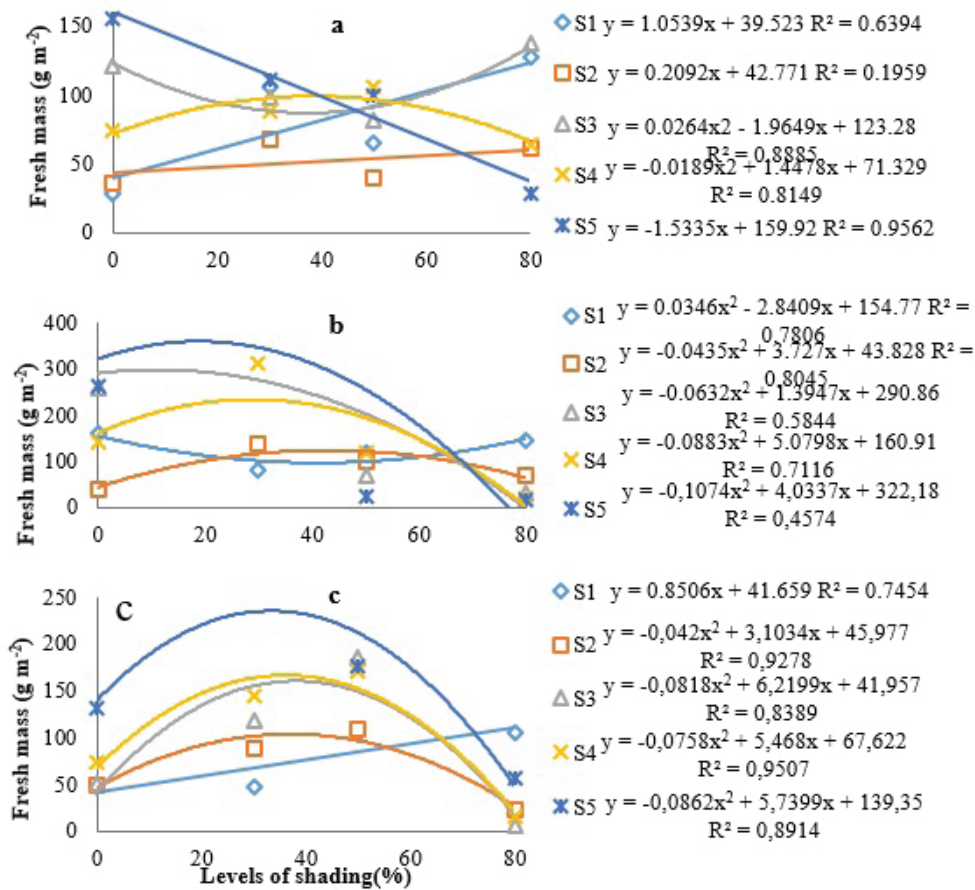 a
Fresh mass (g m-2)
150
100
50
0
0 20 40 60 80
S1 y = 1.0539x + 39.523 R² = 0.6394
S2 y = 0.2092x + 42.771 R² = 0.1959
S3 y = 0.0264x2 - 1.9649x + 123.28
R² = 0.8885
S4 y = -0.0189x2 + 1.4478x + 71.329
R² = 0.8149
S5 y = -1.5335x + 159.92 R² = 0.9562
b
Fresh mass (g m-2)
400
300
200
100
0
0 20 40 60 80
S1 y = 0.0346x² - 2.8409x + 154.77 R² =
0.7806
S2 y = -0.0435x² + 3.727x + 43.828 R² =
0.8045
S3 y = -0.0632x² + 1.3947x + 290.86
R² = 0.5844
S4 y = -0.0883x² + 5.0798x + 160.91
R² = 0.7116
S5 y = -0,1074x² + 4,0337x + 322,18
R² = 0,4574
C c
Fresh mass (g m-2)
250
200
150
100
50
0
0 20 40 60 80
Levels of shading(%)
S1 y = 0.8506x + 41.659 R² = 0.7454
S2 y = -0,042x² + 3,1034x + 45,977
R² = 0,9278
S3 y = -0,0818x² + 6,2199x + 41,957
R² = 0,8389
S4 y = -0,0758x² + 5,468x + 67,622
R² = 0,9507
S5 y = -0,0862x² + 5,7399x + 139,35
R² = 0,8914